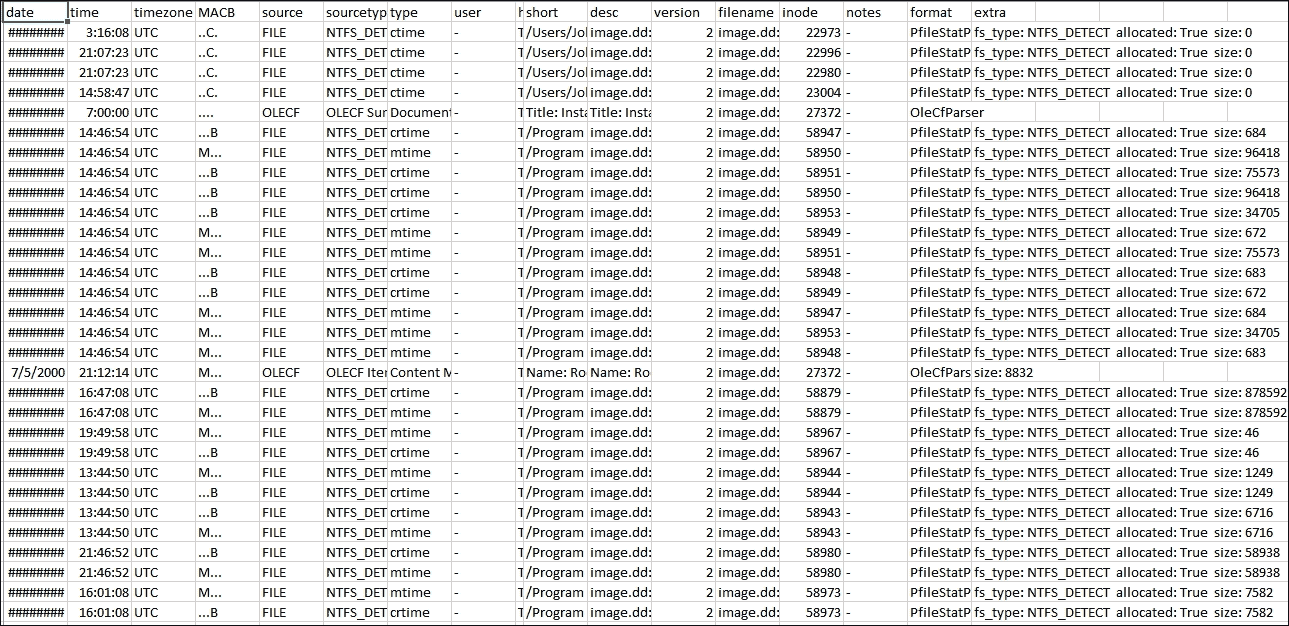 date time timezone MACB source sourcetyp type user h short desc version filename inode notes format extra
######## 3:16:08 UTC ..C. FILE NTFS_DET ctime - T /Users/Jol image.dd: 2 image.dd: 22973 - PfileStatP fs_type: NTFS_DETECT allocated: True size: 0
######## 21:07:23 UTC ..C. FILE NTFS_DET ctime - T /Users/Jol image.dd: 2 image.dd: 22996 - PfileStatP fs_type: NTFS_DETECT allocated: True size: 0
######## 21:07:23 UTC ..C. FILE NTFS_DET ctime - T /Users/Jol image.dd: 2 image.dd: 22980 - PfileStatP fs_type: NTFS_DETECT allocated: True size: 0
######## 14:58:47 UTC ..C. FILE NTFS_DET ctime - T /Users/Jol image.dd: 2 image.dd: 23004 - PfileStatP fs_type: NTFS_DETECT allocated: True size: 0
######## 7:00:00 UTC .... OLECF OLECF Sur Document - T Title: Insta Title: Insta 2 image.dd: 27372 - OleCfParser
######## 14:46:54 UTC ...B FILE NTFS_DET crtime - T /Program image.dd: 2 image.dd: 58947 - PfileStatP fs_type: NTFS_DETECT allocated: True size: 684
######## 14:46:54 UTC M... FILE NTFS_DET mtime - T /Program image.dd: 2 image.dd: 58950 - PfileStatP fs_type: NTFS_DETECT allocated: True size: 96418
######## 14:46:54 UTC ...B FILE NTFS_DET crtime - T /Program image.dd: 2 image.dd: 58951 - PfileStatP fs_type: NTFS_DETECT allocated: True size: 75573
######## 14:46:54 UTC ...B FILE NTFS_DET crtime - T /Program image.dd: 2 image.dd: 58950 - PfileStatP fs_type: NTFS_DETECT allocated: True size: 96418
######## 14:46:54 UTC ...B FILE NTFS_DET crtime - T /Program image.dd: 2 image.dd: 58953 - PfileStatP fs_type: NTFS_DETECT allocated: True size: 34705
######## 14:46:54 UTC M... FILE NTFS_DET mtime - T /Program image.dd: 2 image.dd: 58949 - PfileStatP fs_type: NTFS_DETECT allocated: True size: 672
######## 14:46:54 UTC M... FILE NTFS_DET mtime - T /Program image.dd: 2 image.dd: 58951 - PfileStatP fs_type: NTFS_DETECT allocated: True size: 75573
######## 14:46:54 UTC ...B FILE NTFS_DET crtime - T /Program image.dd: 2 image.dd: 58948 - PfileStatP fs_type: NTFS_DETECT allocated: True size: 683
######## 14:46:54 UTC ...B FILE NTFS_DET crtime - T /Program image.dd: 2 image.dd: 58949 - PfileStatP fs_type: NTFS_DETECT allocated: True size: 672
######## 14:46:54 UTC M... FILE NTFS_DET mtime - T /Program image.dd: 2 image.dd: 58947 - PfileStatP fs_type: NTFS_DETECT allocated: True size: 684
######## 14:46:54 UTC M... FILE NTFS_DET mtime - T /Program image.dd: 2 image.dd: 58953 - PfileStatP fs_type: NTFS_DETECT allocated: True size: 34705
######## 14:46:54 UTC M... FILE NTFS_DET mtime - T /Program image.dd: 2 image.dd: 58948 - PfileStatP fs_type: NTFS_DETECT allocated: True size: 683
7/5/2000 21:12:14 UTC M... OLECF OLECF Iter Content M - T Name: Ro Name: Ro 2 image.dd: 27372 - OleCfPars size: 8832
######## 16:47:08 UTC ...B FILE NTFS_DET crtime - T /Program image.dd: 2 image.dd: 58879 - PfileStatP fs_type: NTFS_DETECT allocated: True size: 878592
######## 16:47:08 UTC M... FILE NTFS_DET mtime - T /Program image.dd: 2 image.dd: 58879 - PfileStatP fs_type: NTFS_DETECT allocated: True size: 878592
######## 19:49:58 UTC M... FILE NTFS_DET mtime - T /Program image.dd: 2 image.dd: 58967 - PfileStatP fs_type: NTFS_DETECT allocated: True size: 46
######## 19:49:58 UTC ...B FILE NTFS_DET crtime - T /Program image.dd: 2 image.dd: 58967 - PfileStatP fs_type: NTFS_DETECT allocated: True size: 46
######## 13:44:50 UTC M... FILE NTFS_DET mtime - T /Program image.dd: 2 image.dd: 58944 - PfileStatP fs_type: NTFS_DETECT allocated: True size: 1249
######## 13:44:50 UTC ...B FILE NTFS_DET crtime - T /Program image.dd: 2 image.dd: 58944 - PfileStatP fs_type: NTFS_DETECT allocated: True size: 1249
######## 13:44:50 UTC ...B FILE NTFS_DET crtime - T /Program image.dd: 2 image.dd: 58943 - PfileStatP fs_type: NTFS_DETECT allocated: True size: 6716
######## 13:44:50 UTC M... FILE NTFS_DET mtime - T /Program image.dd: 2 image.dd: 58943 - PfileStatP fs_type: NTFS_DETECT allocated: True size: 6716
######## 21:46:52 UTC ...B FILE NTFS_DET crtime - T /Program image.dd: 2 image.dd: 58980 - PfileStatP fs_type: NTFS_DETECT allocated: True size: 58938
######## 21:46:52 UTC M... FILE NTFS_DET mtime - T /Program image.dd: 2 image.dd: 58980 - PfileStatP fs_type: NTFS_DETECT allocated: True size: 58938
######## 16:01:08 UTC M... FILE NTFS_DET mtime - T /Program image.dd: 2 image.dd: 58973 - PfileStatP fs_type: NTFS_DETECT allocated: True size: 7582
######## 16:01:08 UTC ...B FILE NTFS_DET crtime - T /Program image.dd: 2 image.dd: 58973 - PfileStatP fs_type: NTFS_DETECT allocated: True size: 7582